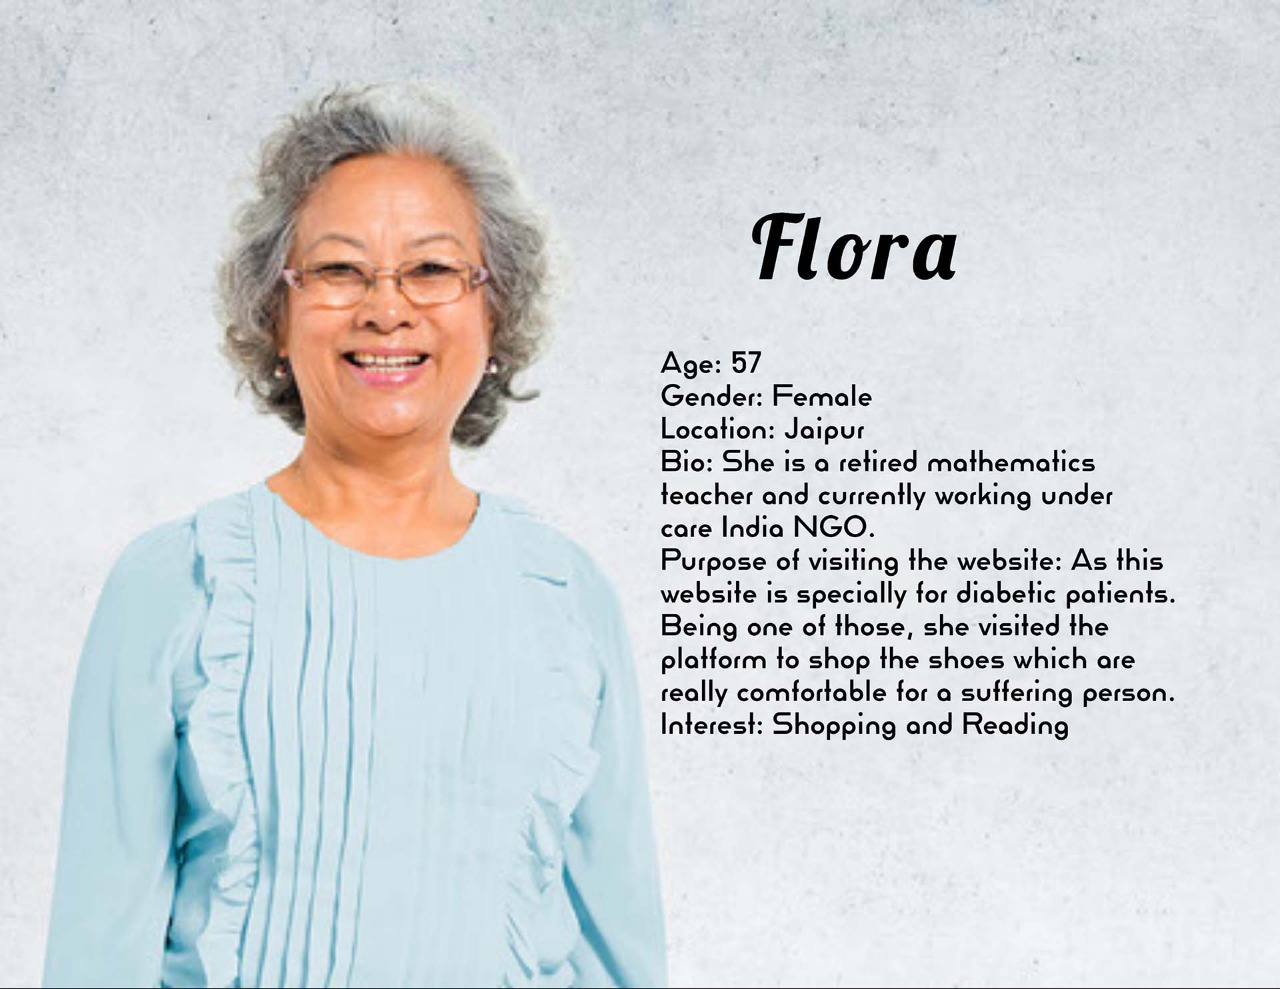 Flora
Age: 57
Gender: Female
Location: Jaipur
Bio: She is a retired mathematics
teacher and currently working under
care India NGO.
Purpose of visiting the website: As this
website is specially for diabetic patients.
Being one of those, she visited the
platform to shop the shoes which are
really comfortable for a suffering person.
Interest: Shopping and Reading